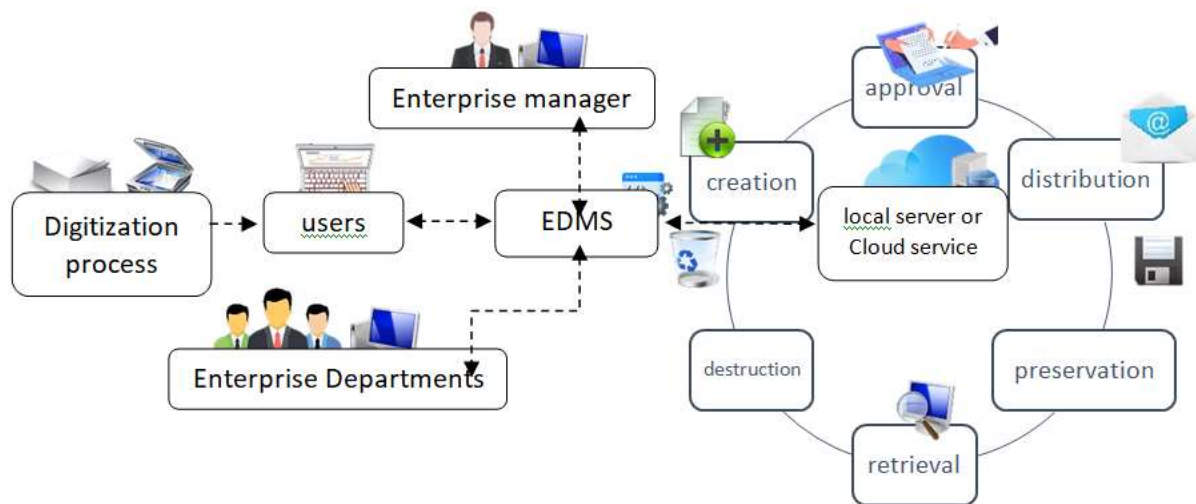 Enterprise manager
approval
creation
distribution
Digitization
process
users
EDMS
local server or
Cloud service
Enterprise Departments
destruction
preservation
retrieval
@